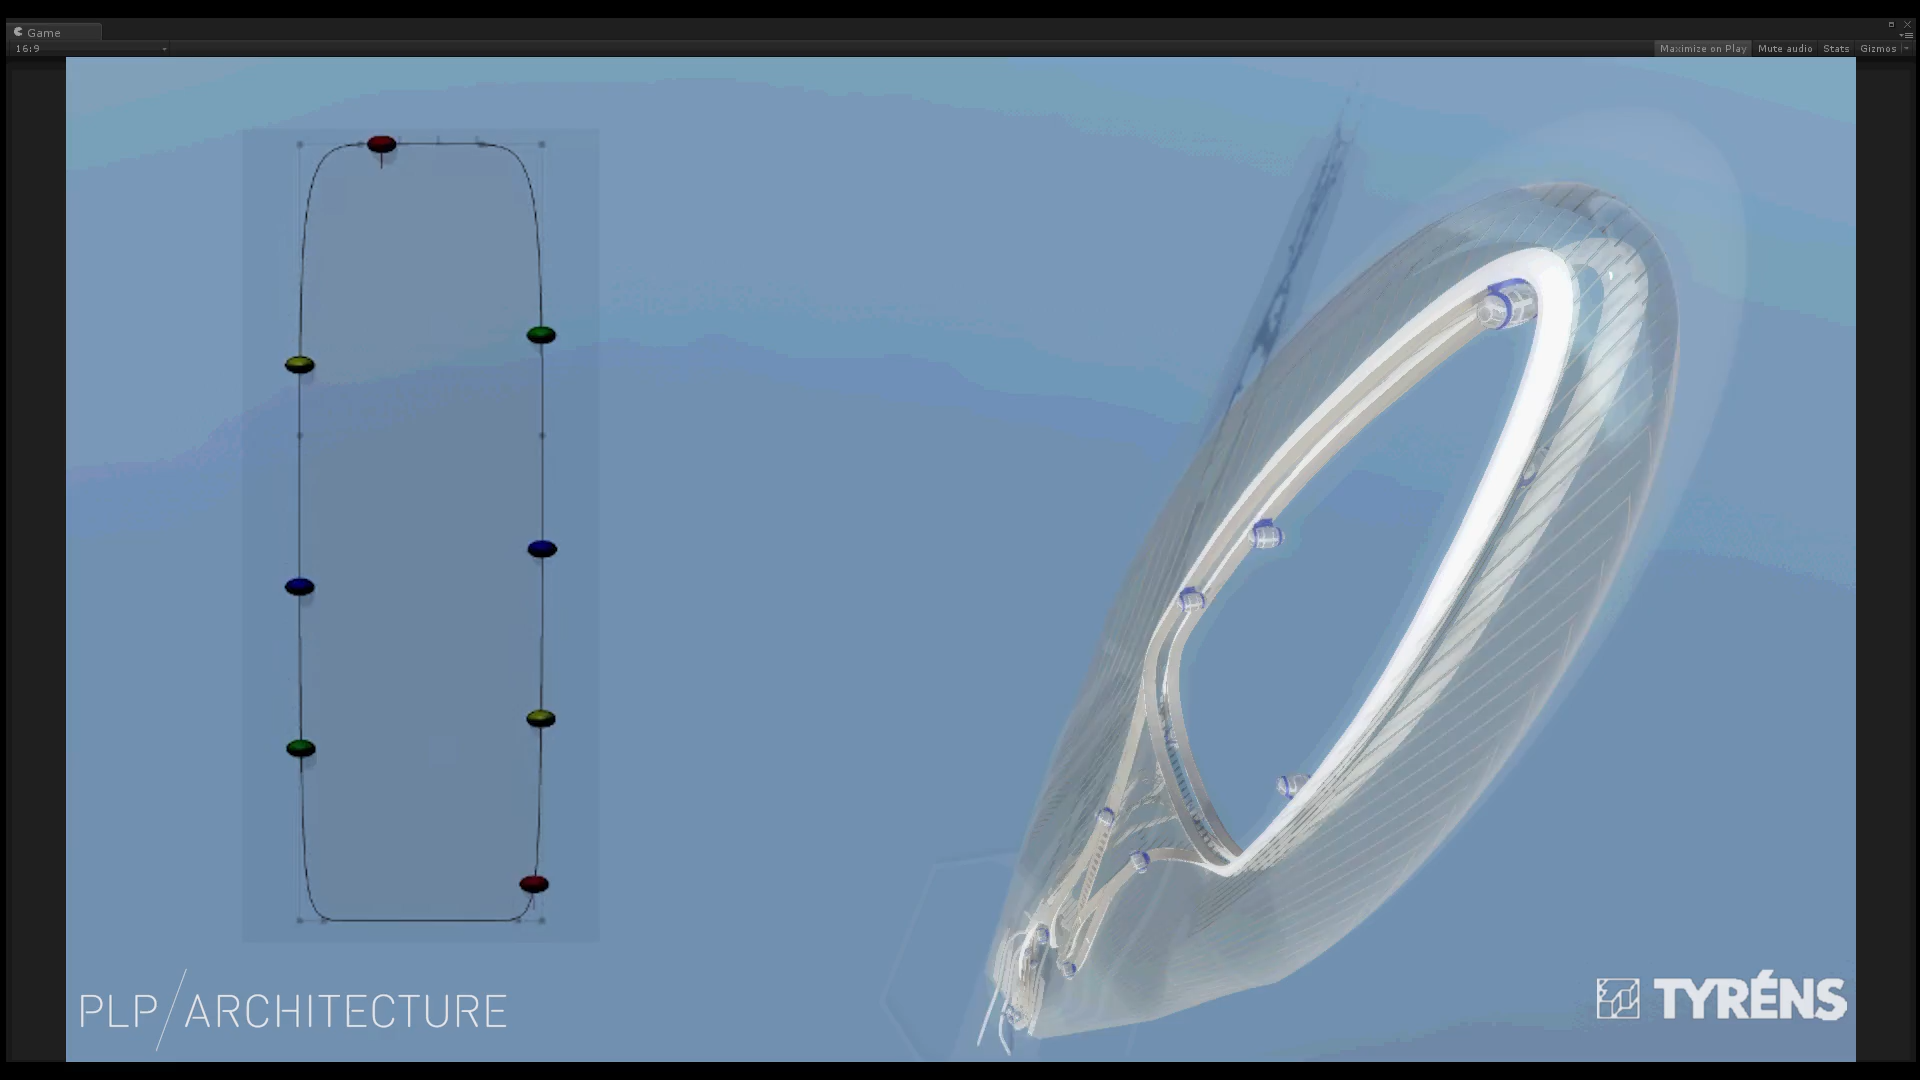 Game
16:9
Maximize on Play Mute audio Stats Gizmos
PLP/ARCHITECTURE
TYRÉNS